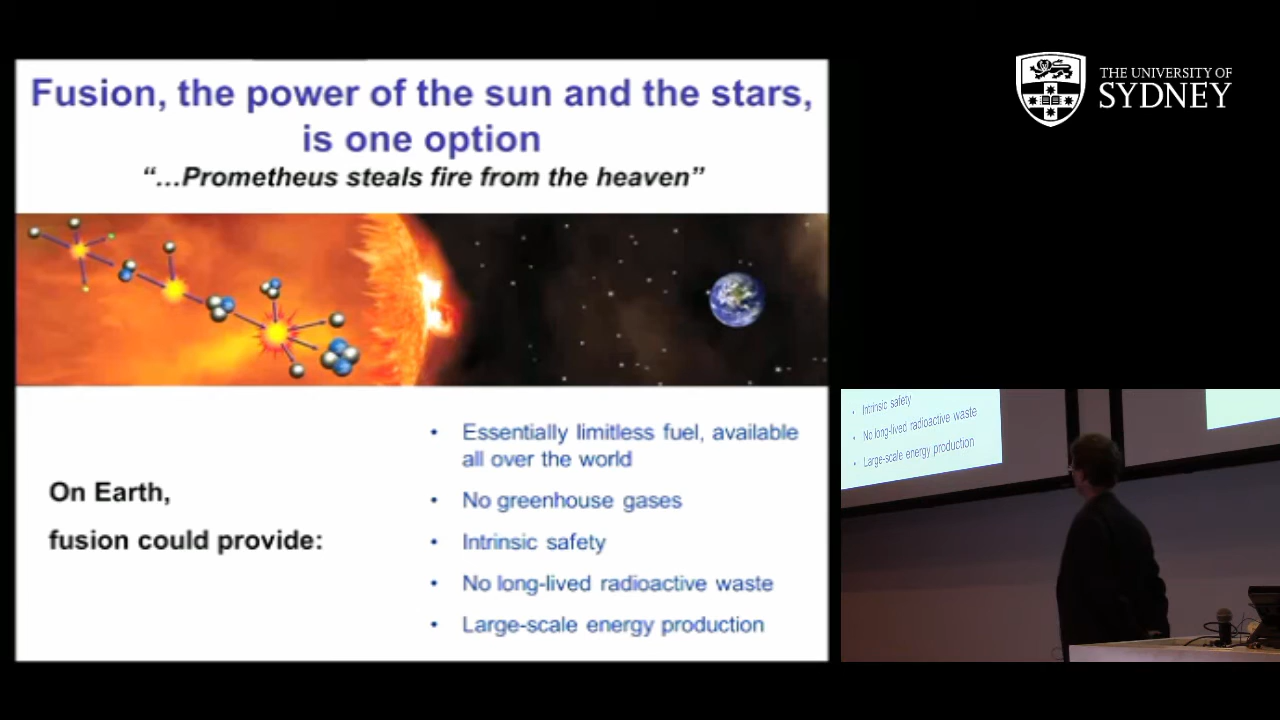 Fusion, the power of the sun and the stars,
is one option
“…Prometheus steals fire from the heaven”
On Earth,
fusion could provide:
• Essentially limitless fuel, available
all over the world
• No greenhouse gases
• Intrinsic safety
• No long-lived radioactive waste
• Large-scale energy production
THE UNIVERSITY OF
SYDNEY
• Intrinsic safety
• No long-lived radioactive waste
• Large-scale energy production